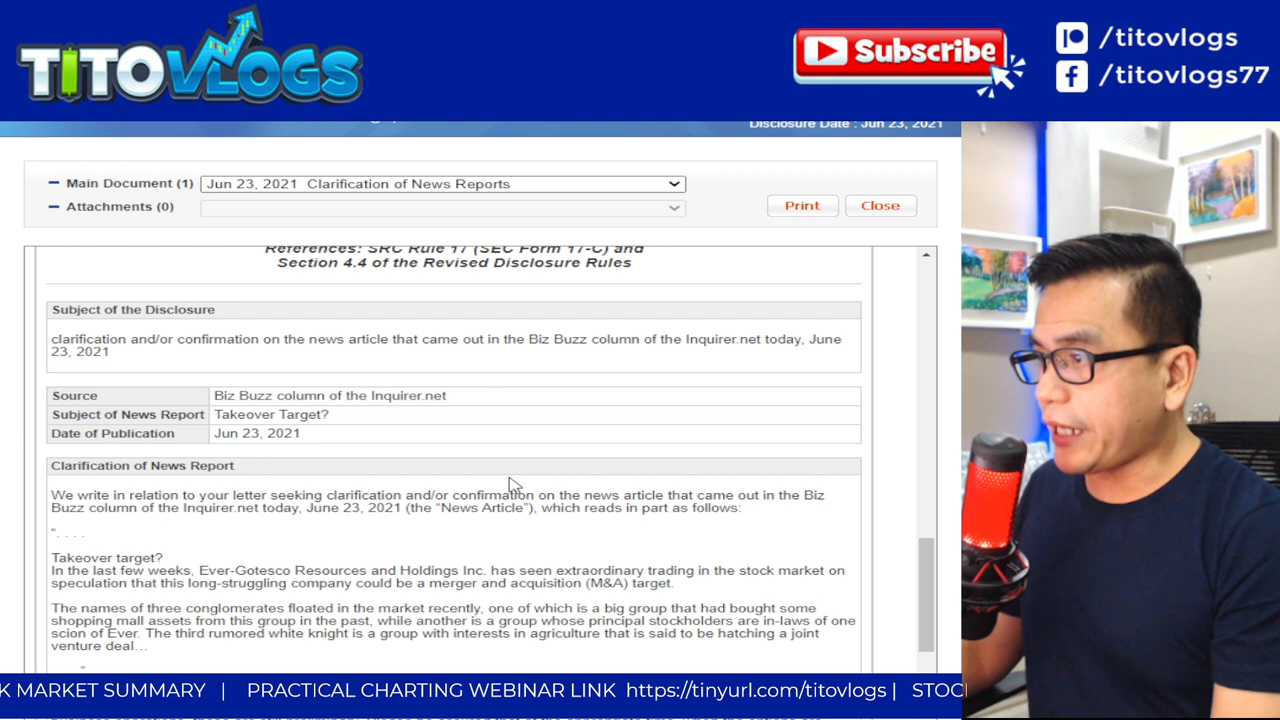 TITOVLOGS
Subscribe
/titovlogs
/titovlogs77
Disclosure Date : Jun 23, 2021
Main Document (1) Jun 23, 2021 Clarification of News Reports
Attachments (0)
Print Close
References: SRC Rule 17 (SEC Form 17-C) and
Section 4.4 of the Revised Disclosure Rules
Subject of the Disclosure
clarification and/or confirmation on the news article that came out in the Biz Buzz column of the Inquirer.net today, June
23, 2021
Source Biz Buzz column of the Inquirer.net
Subject of News Report Takeover Target?
Date of Publication Jun 23, 2021
Clarification of News Report
We write in relation to your letter seeking clarification and/or confirmation on the news article that came out in the Biz
Buzz column of the Inquirer.net today, June 23, 2021 (the “News Article”), which reads in part as follows:
“. . . .
Takeover target?
In the last few weeks, Ever-Gotesco Resources and Holdings Inc. has seen extraordinary trading in the stock market on
speculation that this long-struggling company could be a merger and acquisition (M&A) target.
The names of three conglomerates floated in the market recently, one of which is a big group that had bought some
shopping mall assets from this group in the past, while another is a group whose principal stockholders are in-laws of one
scion of Ever. The third rumored white knight is a group with interests in agriculture that is said to be hatching a joint
venture deal…
K MARKET SUMMARY | PRACTICAL CHARTING WEBINAR LINK https://tinyurl.com/titovlogs | STOC